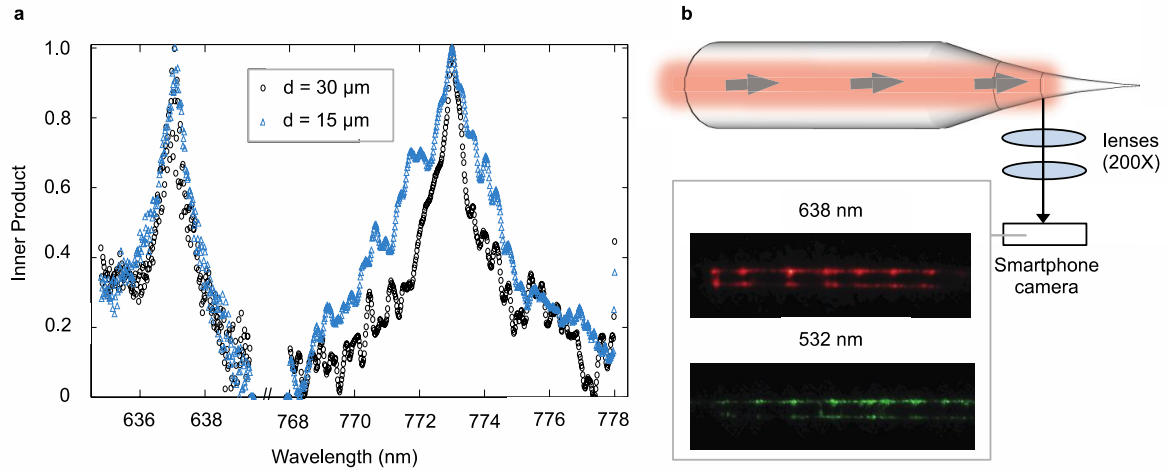 a
1.0
0.8
0.6
0.4
0.2
0
Inner Product
d = 30 µm
d = 15 µm
636
638
//
768
770
772
774
776
778
Wavelength (nm)
b
lenses
(200X)
638 nm
Smartphone
camera
532 nm